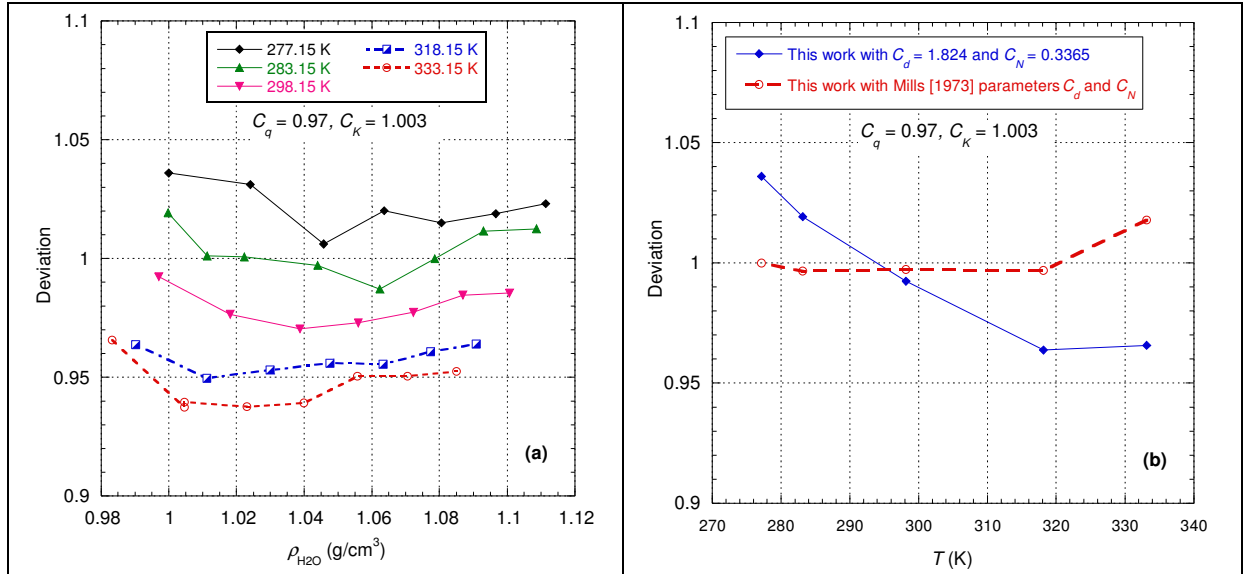 1.1
1.05
1
0.95
0.9
Deviation
277.15 K
283.15 K
298.15 K
318.15 K
333.15 K
C_q = 0.97, C_K = 1.003
(a)
0.98 1 1.02 1.04 1.06 1.08 1.1 1.12
ρ_H2O (g/cm³)
1.1
1.05
1
0.95
0.9
Deviation
This work with C_d = 1.824 and C_N = 0.3365
This work with Mills [1973] parameters C_d and C_N
C_q = 0.97, C_K = 1.003
(b)
270 280 290 300 310 320 330 340
T (K)